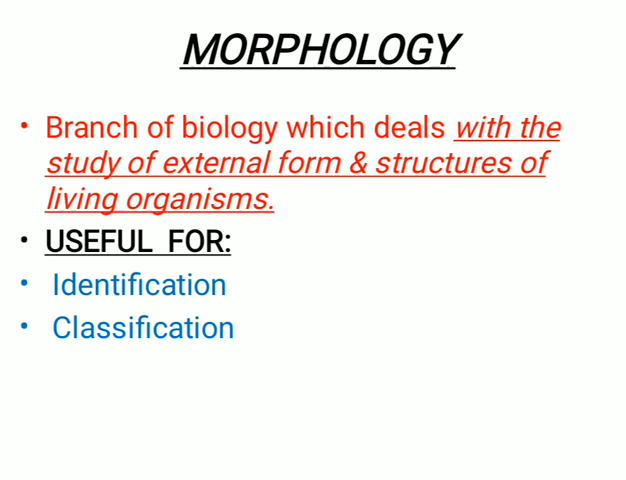 MORPHOLOGY
• Branch of biology which deals with the
study of external form & structures of
living organisms.
• USEFUL FOR:
• Identification
• Classification